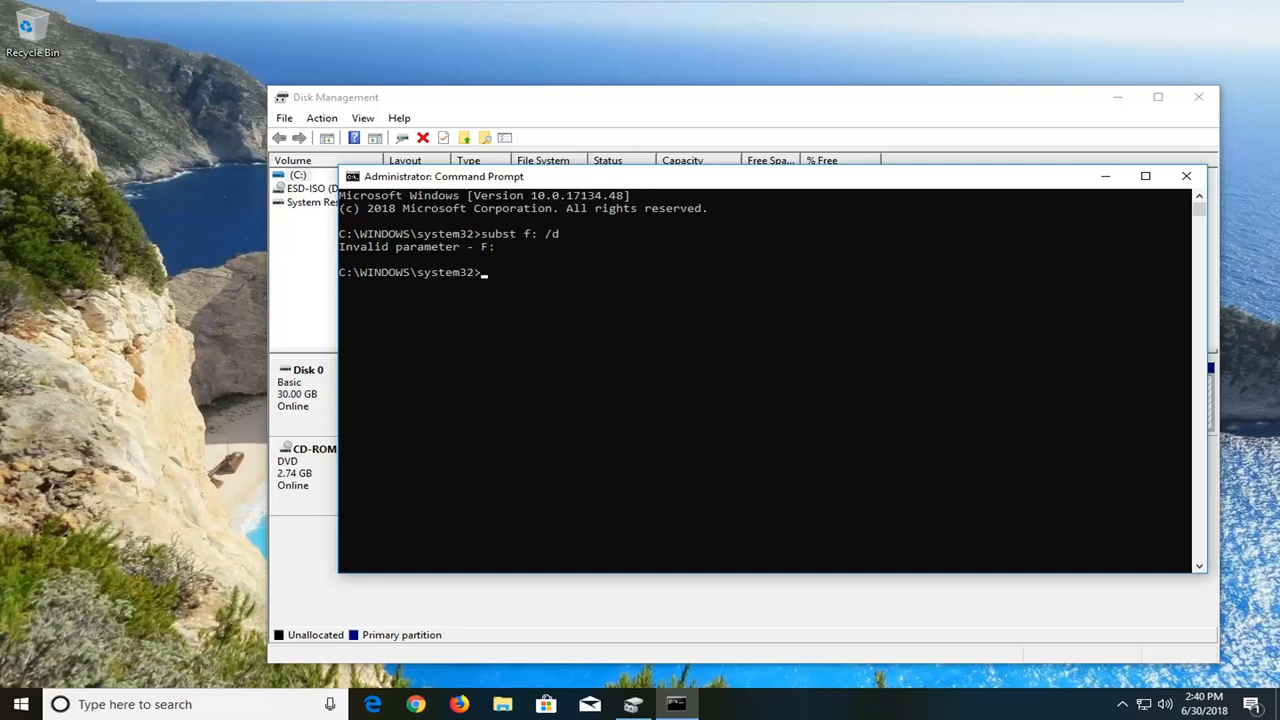 Recycle Bin
Disk Management
File Action View Help
Volume Layout Type File System Status Capacity Free Spa... % Free
(C:)
ESD-ISO (D
System Res
Administrator: Command Prompt
Microsoft Windows [Version 10.0.17134.48]
(c) 2018 Microsoft Corporation. All rights reserved.
C:\WINDOWS\system32>subst f: /d
Invalid parameter - F:
C:\WINDOWS\system32>
Disk 0
Basic
30.00 GB
Online
CD-ROM
DVD
2.74 GB
Online
Unallocated Primary partition
Type here to search
2:40 PM
6/30/2018
1